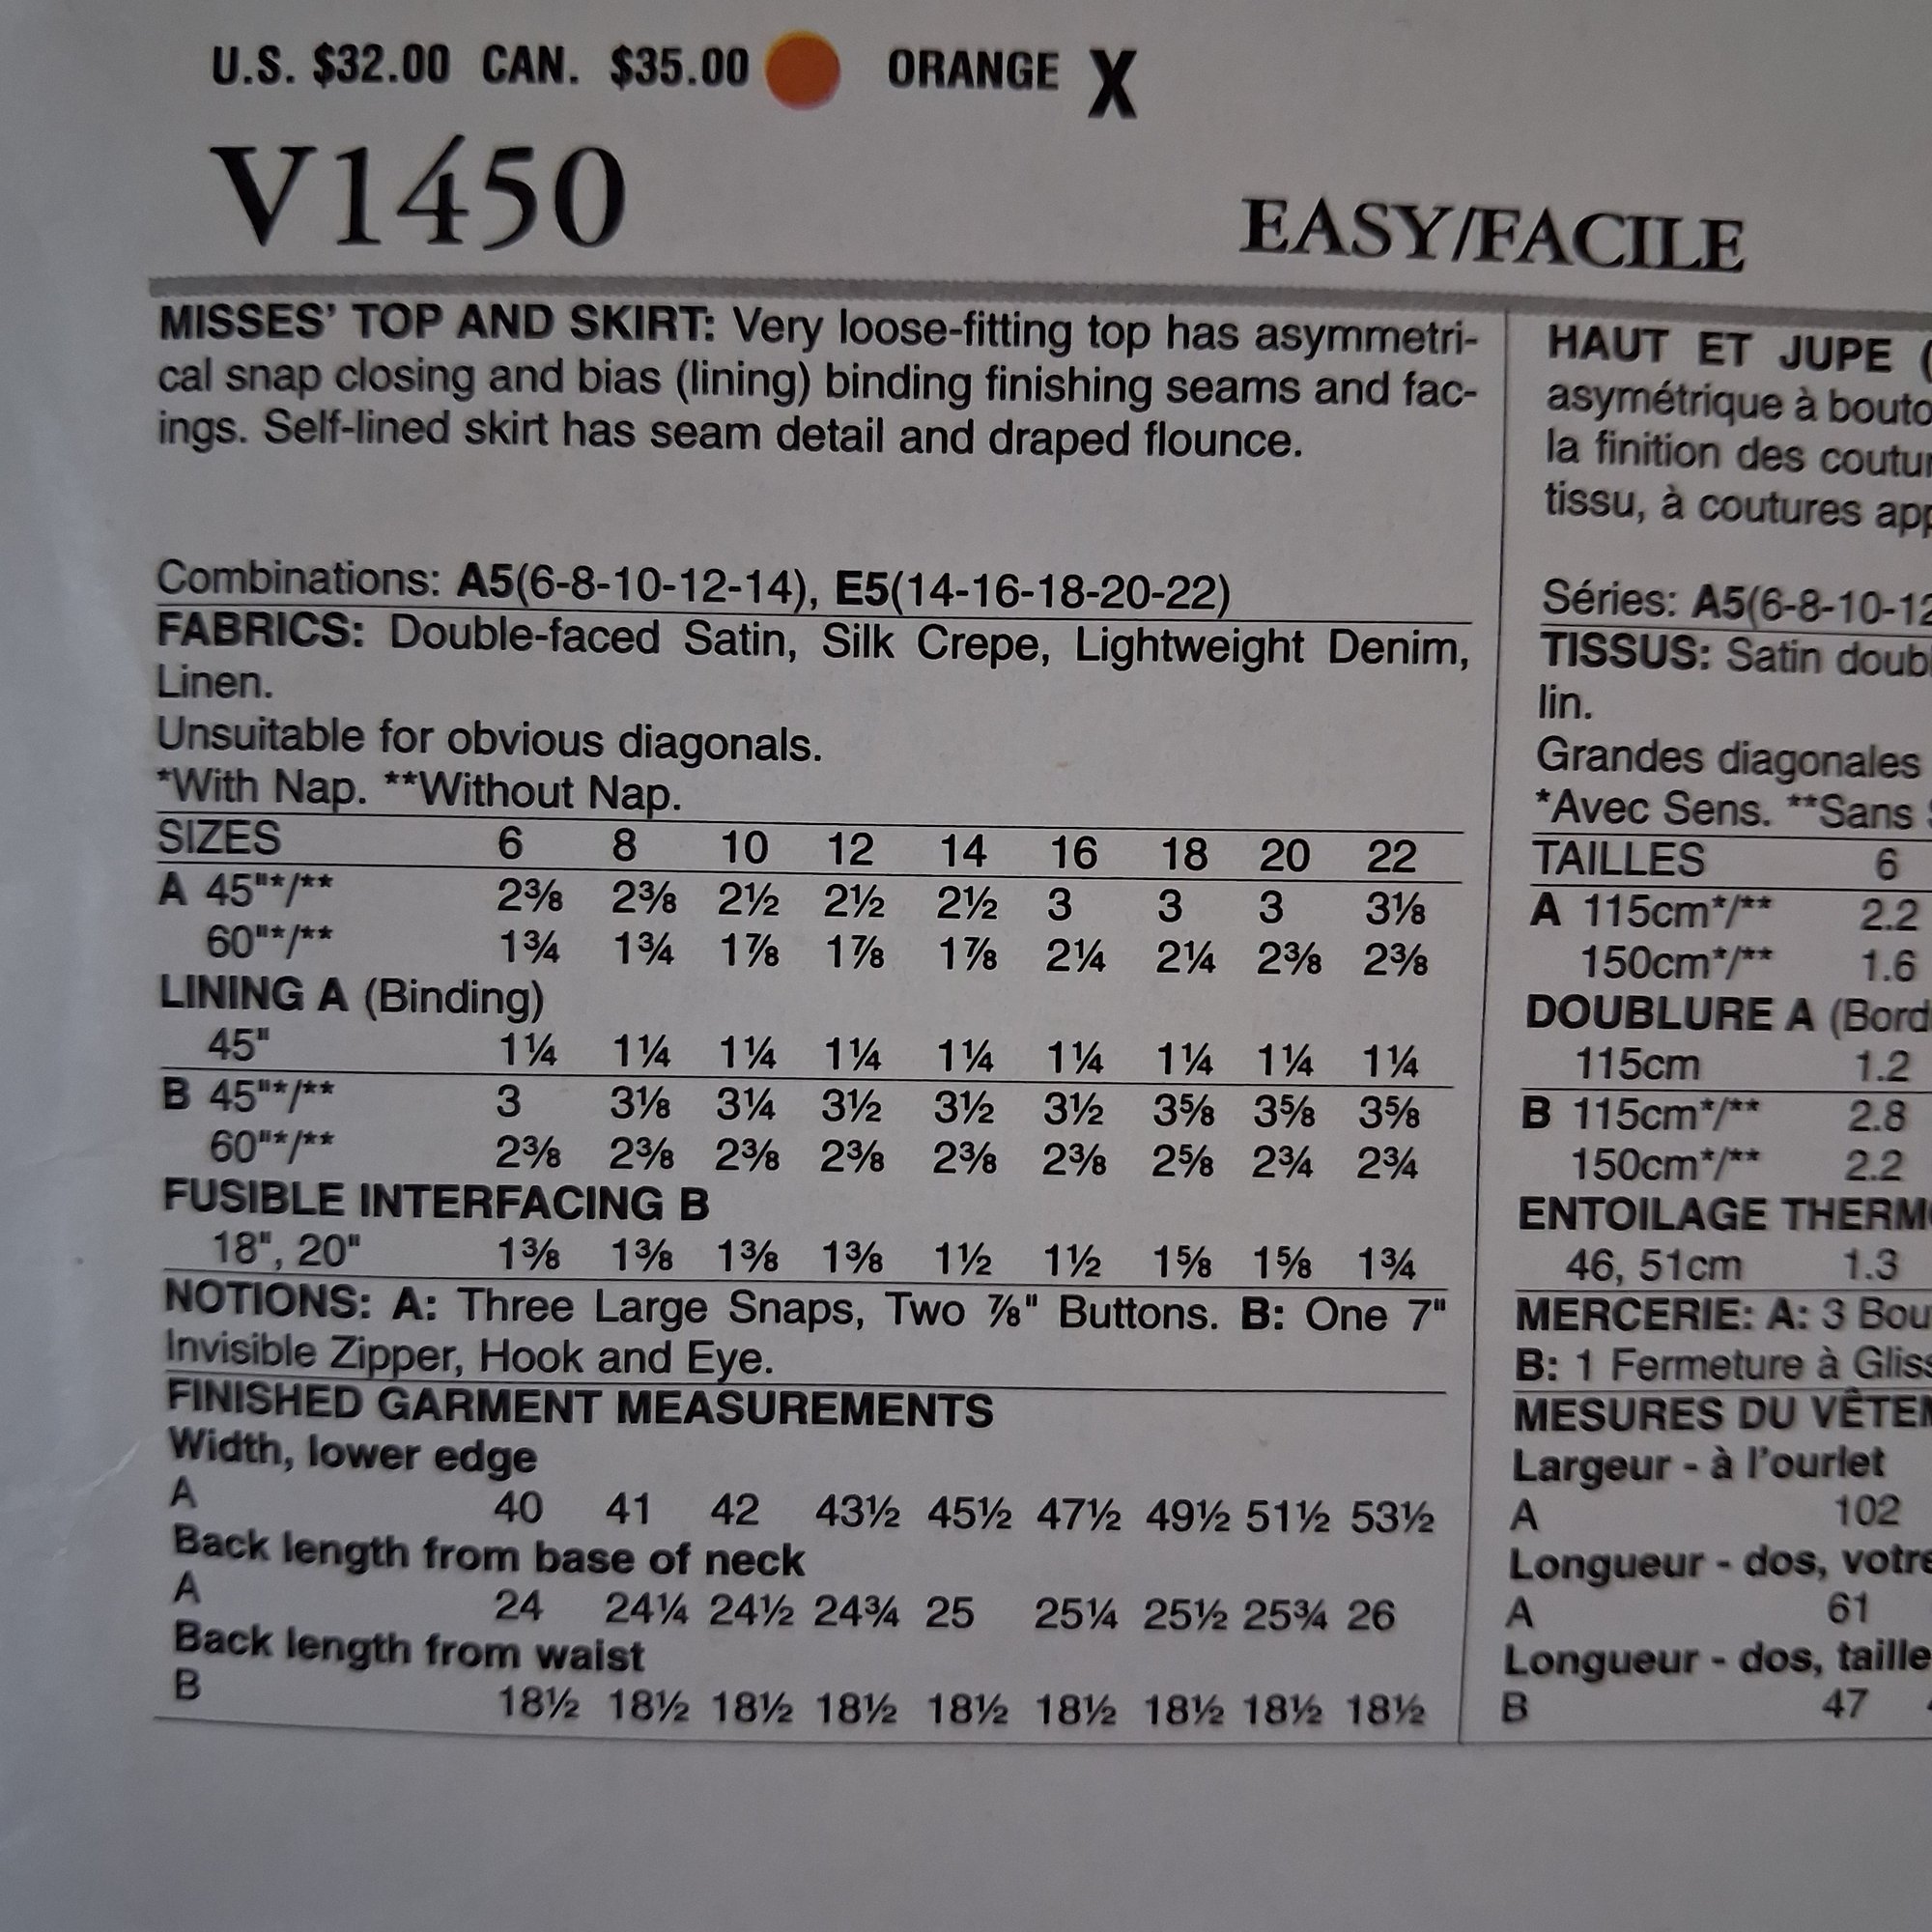 U.S. $32.00 CAN. $35.00 ORANGE X
V1450
EASY/FACILE
MISSES' TOP AND SKIRT: Very loose-fitting top has asymmetri-
cal snap closing and bias (lining) binding finishing seams and fac-
ings. Self-lined skirt has seam detail and draped flounce.
Combinations: A5(6-8-10-12-14), E5(14-16-18-20-22)
FABRICS: Double-faced Satin, Silk Crepe, Lightweight Denim,
Linen.
Unsuitable for obvious diagonals.
*With Nap. **Without Nap.
SIZES 6 8 10 12 14 16 18 20 22
A 45"*/** 2⅜ 2⅜ 2½ 2½ 2½ 3 3 3 3⅛
60"*/** 1¾ 1¾ 1⅞ 1⅞ 1⅞ 2¼ 2¼ 2⅜ 2⅜
LINING A (Binding)
45" 1¼ 1¼ 1¼ 1¼ 1¼ 1¼ 1¼ 1¼ 1¼
B 45"*/** 3 3⅛ 3¼ 3½ 3½ 3½ 3⅝ 3⅝ 3⅝
60"*/** 2⅜ 2⅜ 2⅜ 2⅜ 2⅜ 2⅜ 2⅝ 2¾ 2¾
FUSIBLE INTERFACING B
18", 20" 1⅜ 1⅜ 1⅜ 1⅜ 1½ 1½ 1⅝ 1⅝ 1¾
NOTIONS: A: Three Large Snaps, Two ⅞" Buttons. B: One 7"
Invisible Zipper, Hook and Eye.
FINISHED GARMENT MEASUREMENTS
Width, lower edge
A 40 41 42 43½ 45½ 47½ 49½ 51½ 53½
Back length from base of neck
A 24 24¼ 24½ 24¾ 25 25¼ 25½ 25¾ 26
Back length from waist
B 18½ 18½ 18½ 18½ 18½ 18½ 18½ 18½ 18½
HAUT ET JUPE (
asymétrique à bouto
la finition des coutur
tissu, à coutures app
Séries: A5(6-8-10-12
TISSUS: Satin doub
lin.
Grandes diagonales
*Avec Sens. **Sans
TAILLES 6
A 115cm*/** 2.2
150cm*/** 1.6
DOUBLURE A (Bord
115cm 1.2
B 115cm*/** 2.8
150cm*/** 2.2
ENTOILAGE THERM
46, 51cm 1.3
MERCERIE: A: 3 Bou
B: 1 Fermeture à Gliss
MESURES DU VÊTEM
Largeur - à l'ourlet
A 102
Longueur - dos, votre
A 61
Longueur - dos, taille
B 47